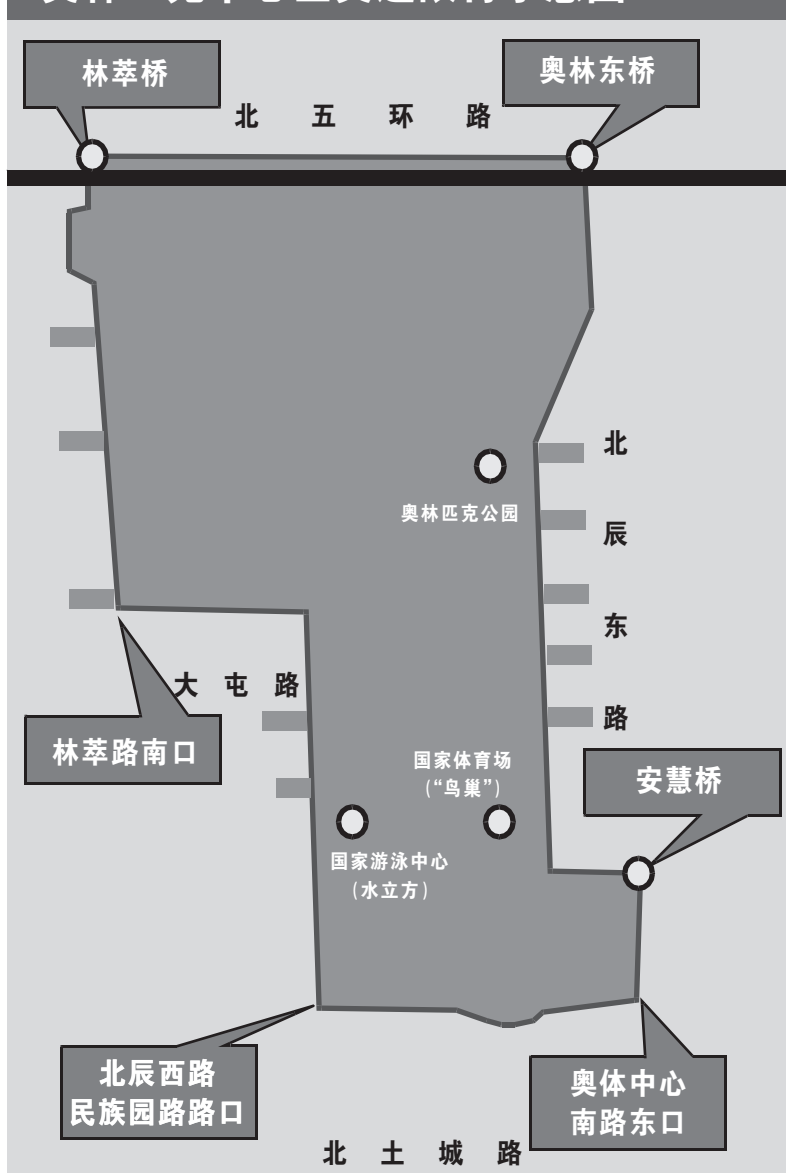 林萃桥
奥林东桥
北五环路
奥林匹克公园
北辰东路
大屯路
林萃路南口
国家体育场
(“鸟巢”)
安慧桥
国家游泳中心
(水立方)
北辰西路
民族园路路口
奥体中心
南路东口
北土城路